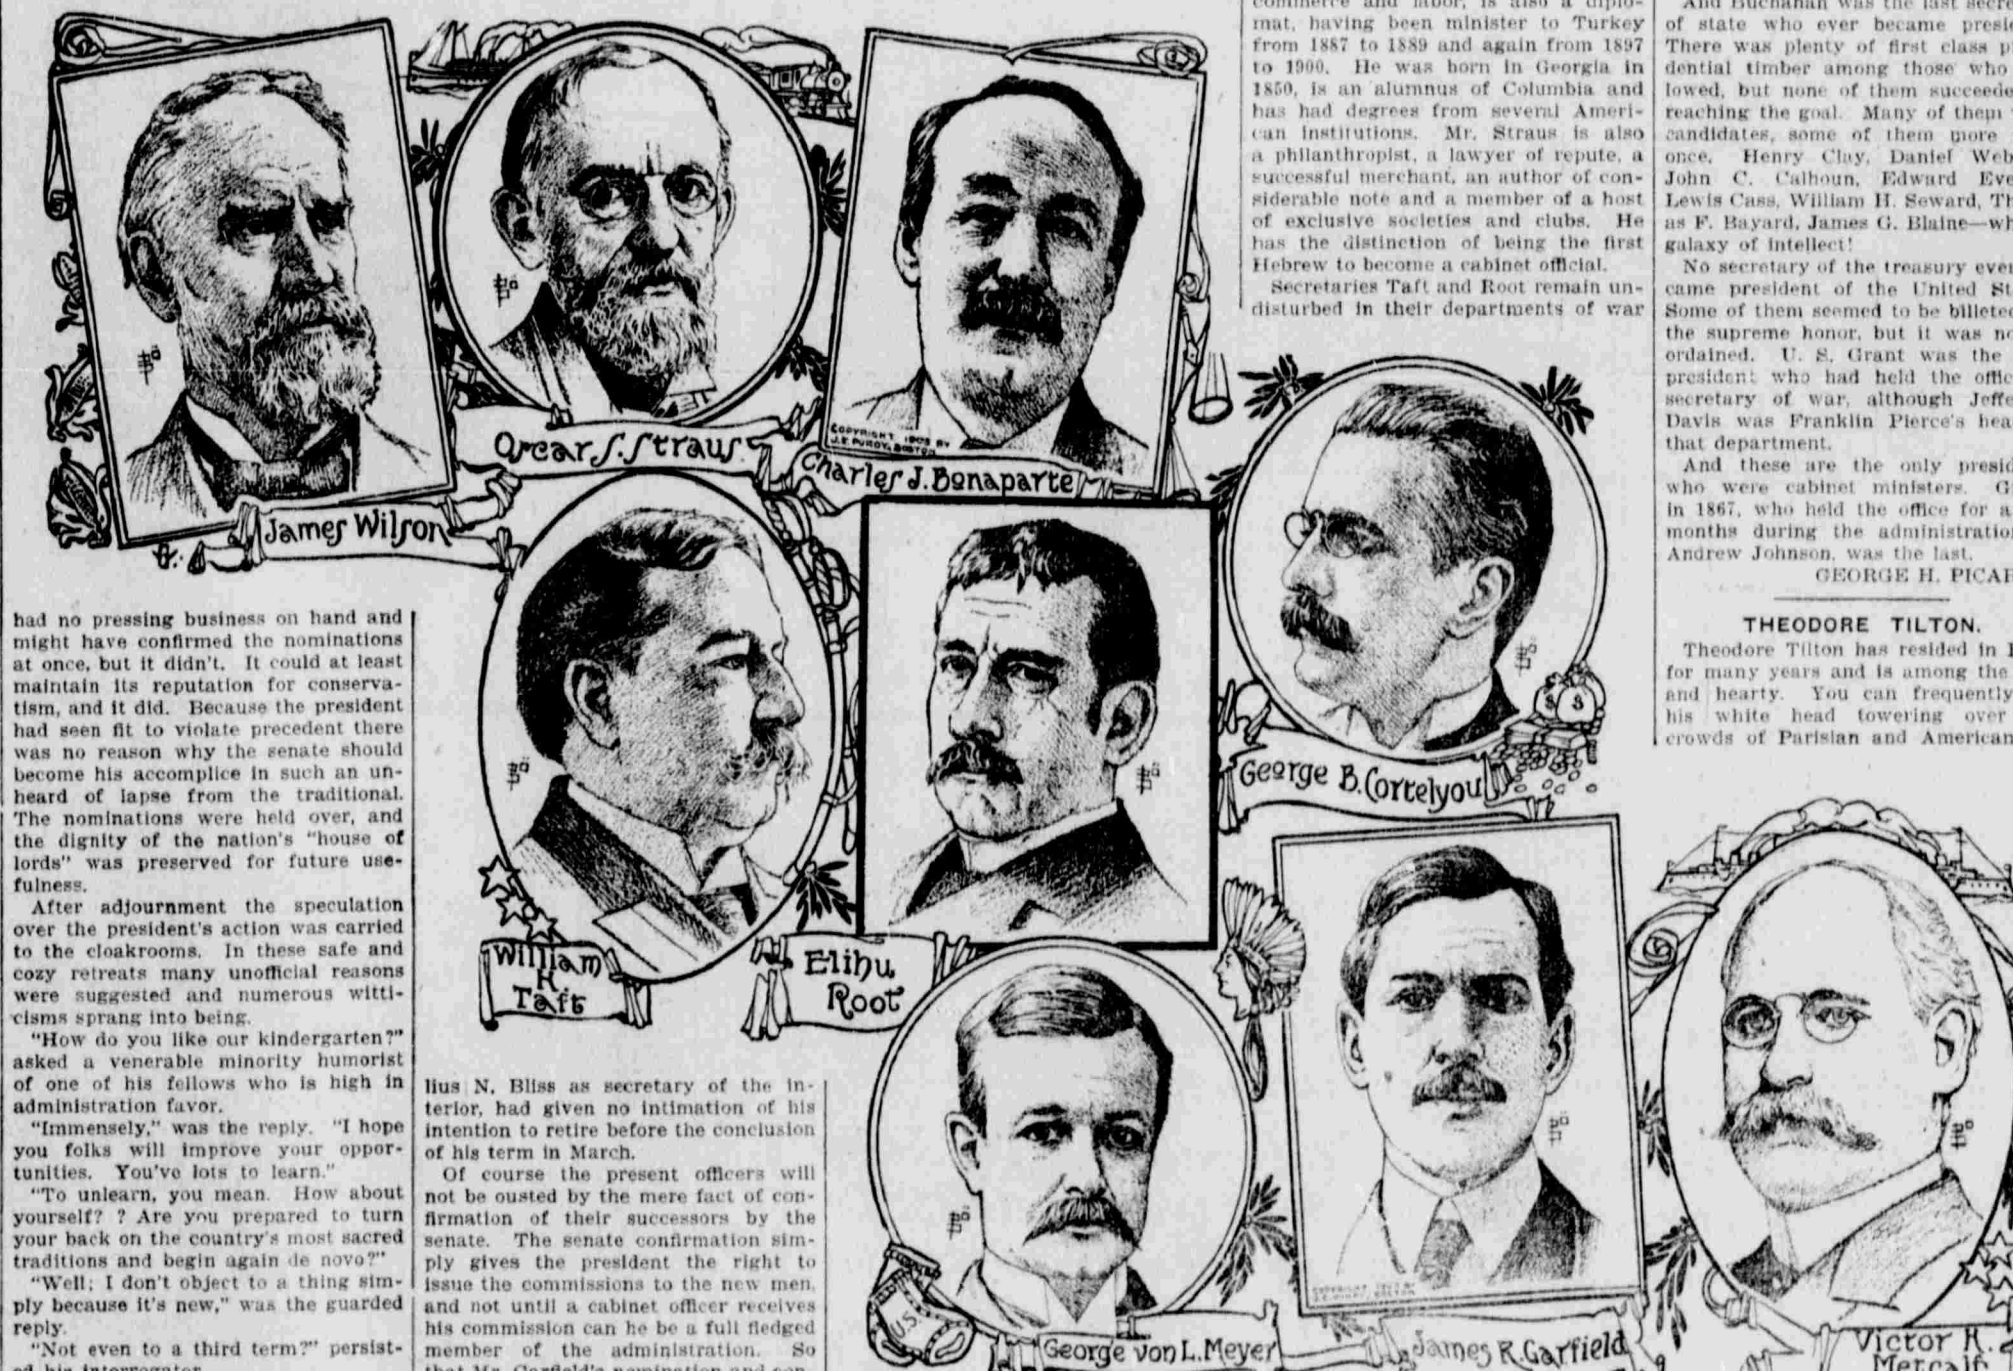 James Wilson
Oscar S. Straus.
COPYRIGHT 1905 BY
J.E. PURDY, BOSTON
Charles J. Bonaparte
William
H.
Taft
Elihu
Root
George B. Cortelyou
$ $
U.S.
George von L. Meyer
James R. Garfield
Victor H.
had no pressing business on hand and
might have confirmed the nominations
at once, but it didn't. It could at least
maintain its reputation for conserva-
tism, and it did. Because the president
had seen fit to violate precedent there
was no reason why the senate should
become his accomplice in such an un-
heard of lapse from the traditional.
The nominations were held over, and
the dignity of the nation's "house of
lords" was preserved for future use-
fulness.
After adjournment the speculation
over the president's action was carried
to the cloakrooms. In these safe and
cozy retreats many unofficial reasons
were suggested and numerous witti-
cisms sprang into being.
"How do you like our kindergarten?"
asked a venerable minority humorist
of one of his fellows who is high in
administration favor.
"Immensely," was the reply. "I hope
you folks will improve your oppor-
tunities. You've lots to learn."
"To unlearn, you mean. How about
yourself? ? Are you prepared to turn
your back on the country's most sacred
traditions and begin again de novo?"
"Well; I don't object to a thing sim-
ply because it's new," was the guarded
reply.
"Not even to a third term?" persist-
ed his interrogator.
lius N. Bliss as secretary of the in-
terior, had given no intimation of his
intention to retire before the conclusion
of his term in March.
Of course the present officers will
not be ousted by the mere fact of con-
firmation of their successors by the
senate. The senate confirmation sim-
ply gives the president the right to
issue the commissions to the new men,
and not until a cabinet officer receives
his commission can he be a full fledged
member of the administration. So
that Mr. Garfield's nomination and con-
commerce and labor, is also a diplo-
mat, having been minister to Turkey
from 1887 to 1889 and again from 1897
to 1900. He was born in Georgia in
1850, is an alumnus of Columbia and
has had degrees from several Ameri-
can institutions. Mr. Straus is also
a philanthropist, a lawyer of repute, a
successful merchant, an author of con-
siderable note and a member of a host
of exclusive societies and clubs. He
has the distinction of being the first
Hebrew to become a cabinet official.
Secretaries Taft and Root remain un-
disturbed in their departments of war
And Buchanan was the last secre
of state who ever became presi
There was plenty of first class p
dential timber among those who
lowed, but none of them succeede
reaching the goal. Many of them
candidates, some of them more
once. Henry Clay, Daniel Web
John C. Calhoun, Edward Eve
Lewis Cass, William H. Seward, Th
as F. Bayard, James G. Blaine—wh
galaxy of intellect!
No secretary of the treasury ever
came president of the United St
Some of them seemed to be billeted
the supreme honor, but it was no
ordained. U. S. Grant was the
president who had held the offic
secretary of war, although Jeffe
Davis was Franklin Pierce's hea
that department.
And these are the only presid
who were cabinet ministers. G
in 1867, who held the office for a
months during the administratio
Andrew Johnson, was the last.
GEORGE H. PICAR
THEODORE TILTON.
Theodore Tilton has resided in
for many years and is among the
and hearty. You can frequently
his white head towering over
crowds of Parisian and American